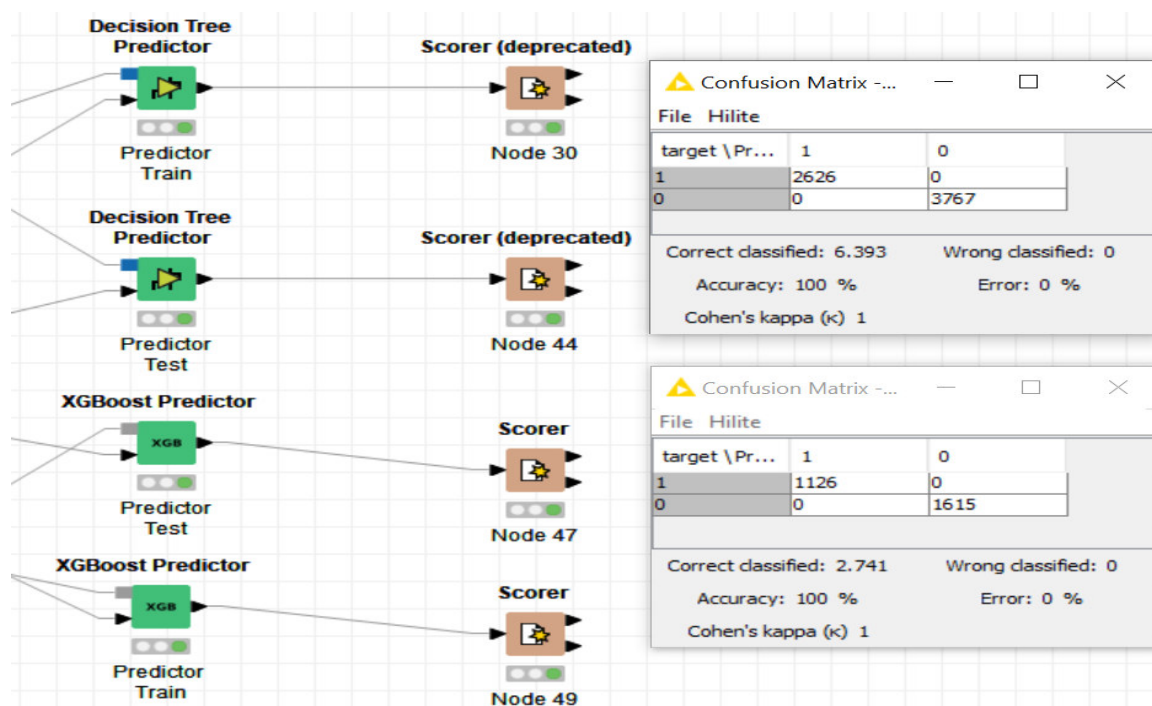 Decision Tree
Predictor
Scorer (deprecated)
Predictor
Train
Node 30
Decision Tree
Predictor
Scorer (deprecated)
Predictor
Test
Node 44
XGBoost Predictor
XGB
Scorer
Predictor
Test
Node 47
XGBoost Predictor
XGB
Scorer
Predictor
Train
Node 49
Confusion Matrix -...
File Hilite
target \Pr... 1 0
1 2626 0
0 0 3767
Correct classified: 6.393 Wrong classified: 0
Accuracy: 100 % Error: 0 %
Cohen's kappa (κ) 1
Confusion Matrix -...
File Hilite
target \Pr... 1 0
1 1126 0
0 0 1615
Correct classified: 2.741 Wrong classified: 0
Accuracy: 100 % Error: 0 %
Cohen's kappa (κ) 1